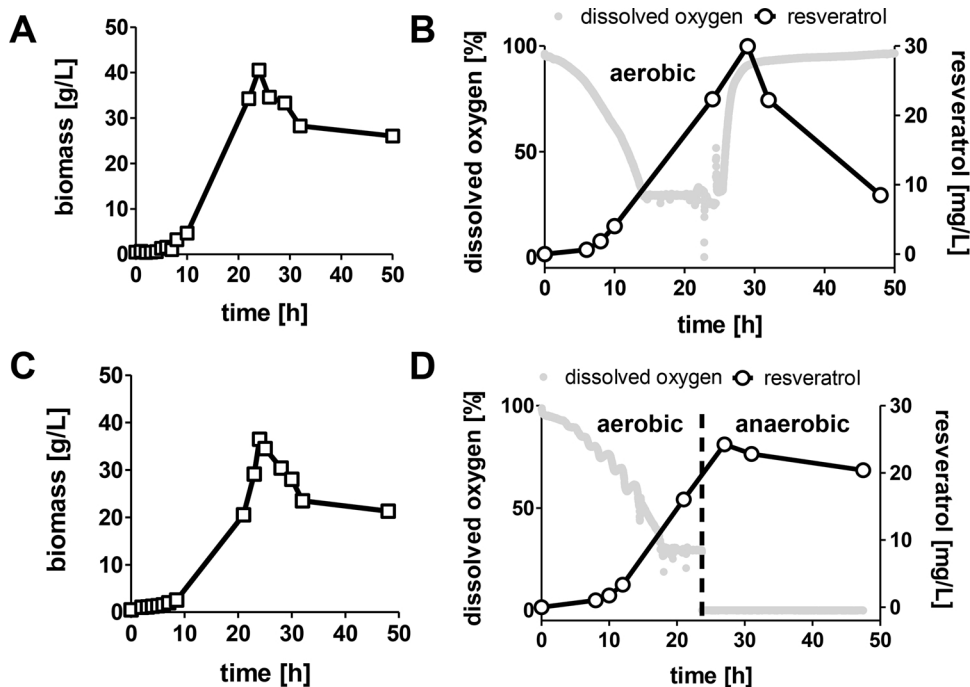 A
biomass [g/L]
50
40
30
20
10
0
0 10 20 30 40 50
time [h]
B
dissolved oxygen resveratrol
dissolved oxygen [%]
100
50
0
aerobic
30
20
10
0
resveratrol [mg/L]
0 10 20 30 40 50
time [h]
C
biomass [g/L]
50
40
30
20
10
0
0 10 20 30 40 50
time [h]
D
dissolved oxygen resveratrol
dissolved oxygen [%]
100
50
0
aerobic anaerobic
30
20
10
0
resveratrol [mg/L]
0 10 20 30 40 50
time [h]